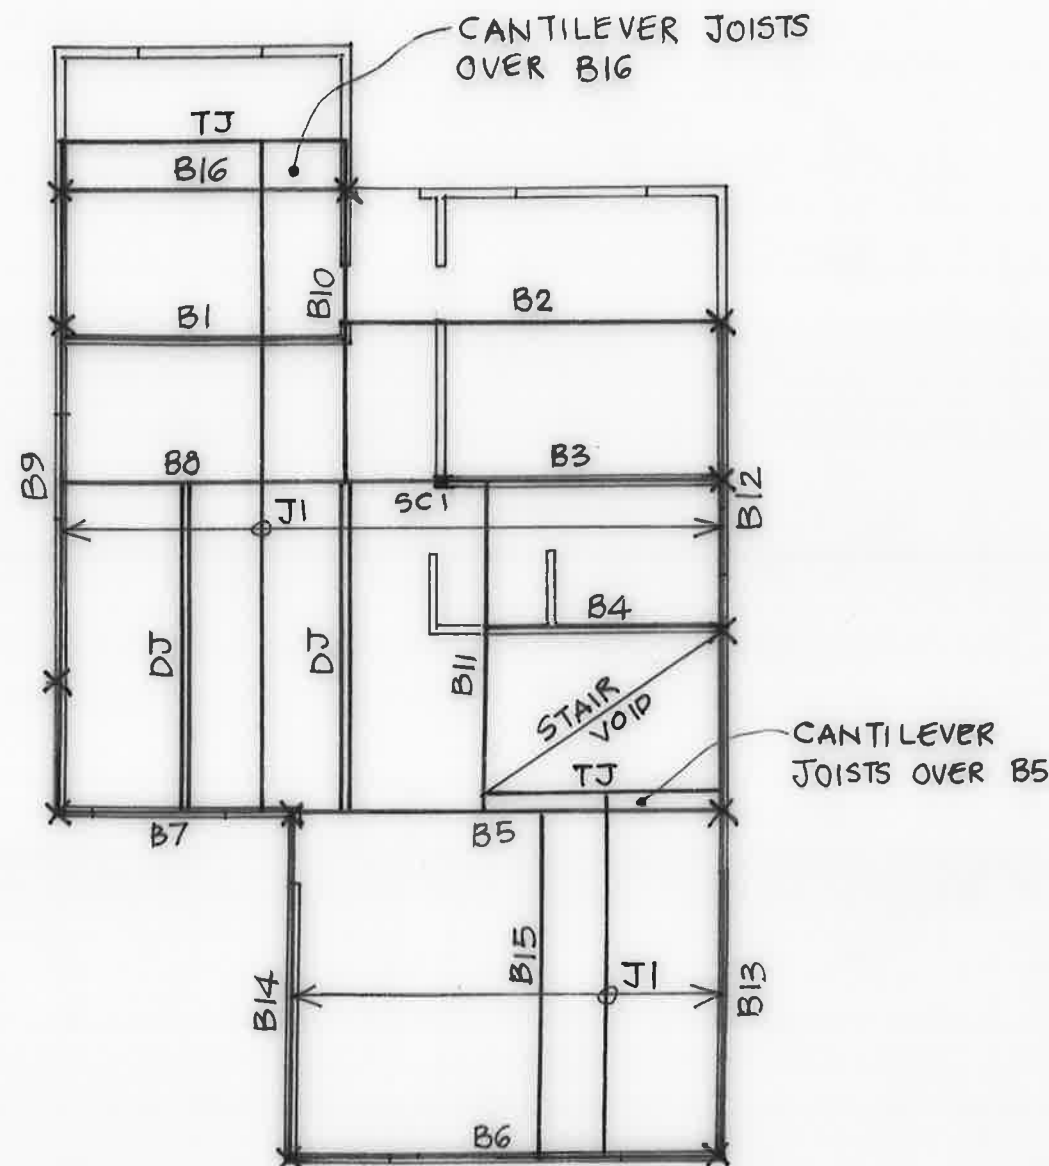 CANTILEVER JOISTS
OVER B16
TJ
B16
B10
B1
B2
B9
B8
B3
SC1
B12
J1
DJ
DJ
B11
B4
STAIR
VOID
TJ
CANTILEVER
JOISTS OVER B5
B7
B5
B14
B15
J1
B13
B6